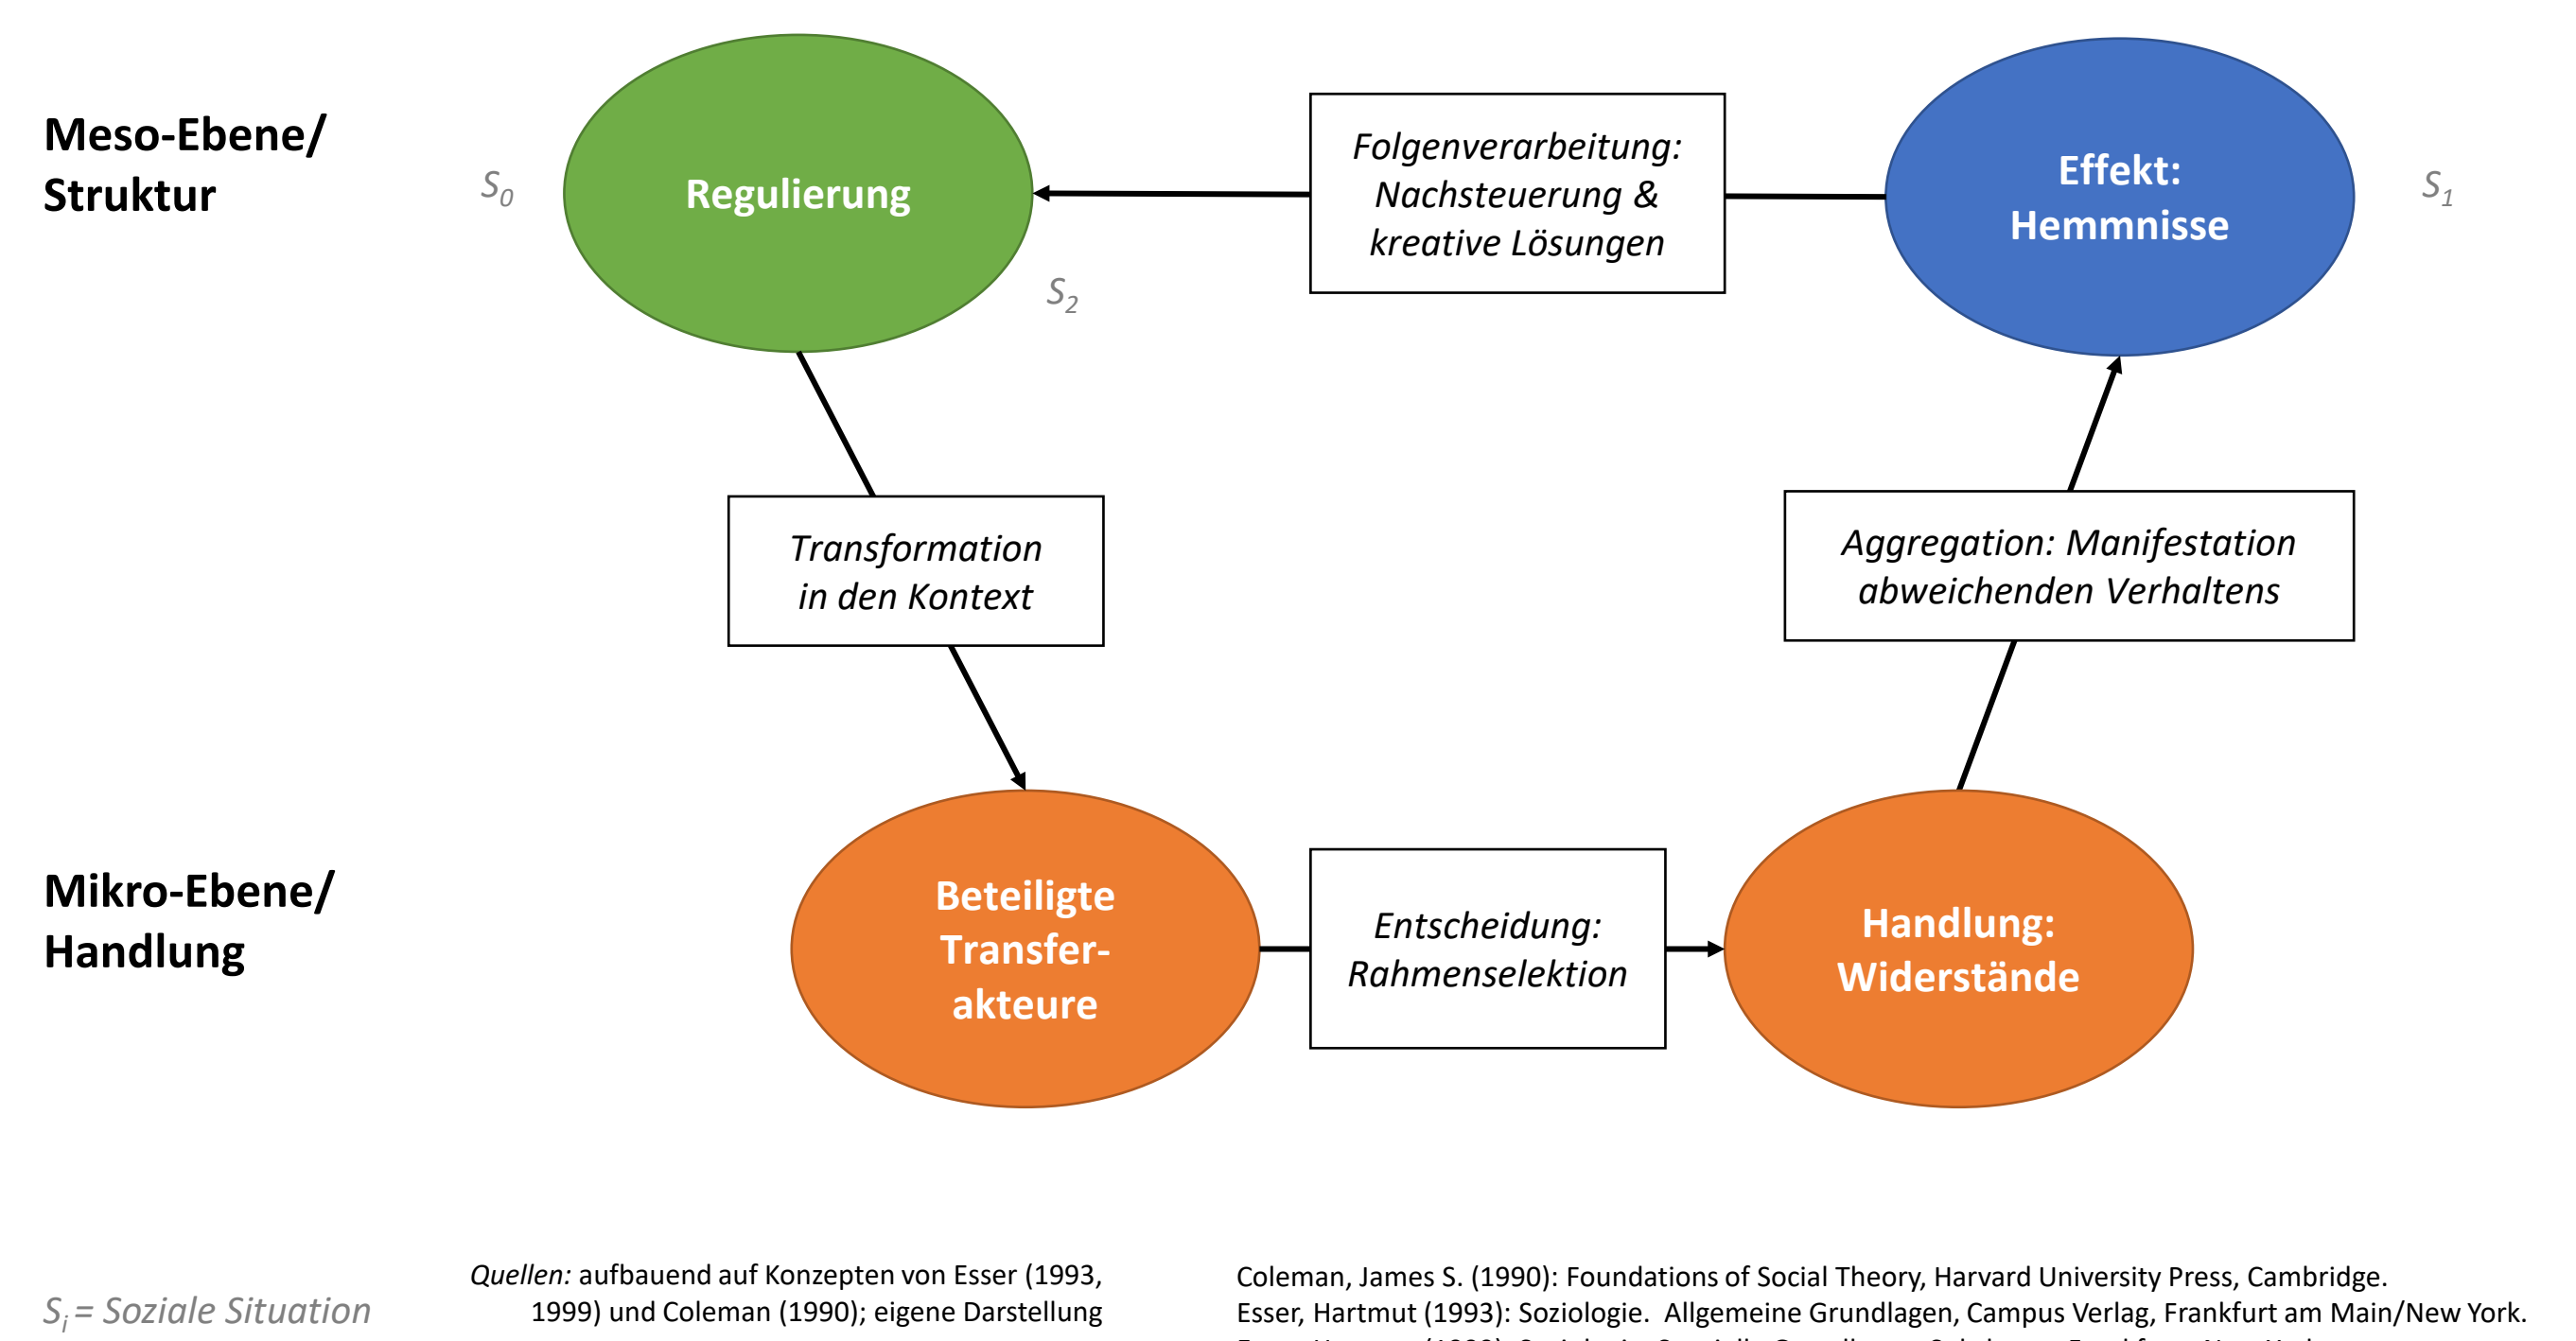 Meso-Ebene/
Struktur
S0
Regulierung
S2
Folgenverarbeitung:
Nachsteuerung &
kreative Lösungen
Effekt:
Hemmnisse
S1
Transformation
in den Kontext
Aggregation: Manifestation
abweichenden Verhaltens
Mikro-Ebene/
Handlung
Beteiligte
Transfer-
akteure
Entscheidung:
Rahmenselektion
Handlung:
Widerstände
Si = Soziale Situation
Quellen: aufbauend auf Konzepten von Esser (1993,
1999) und Coleman (1990); eigene Darstellung
Coleman, James S. (1990): Foundations of Social Theory, Harvard University Press, Cambridge.
Esser, Hartmut (1993): Soziologie. Allgemeine Grundlagen, Campus Verlag, Frankfurt am Main/New York.